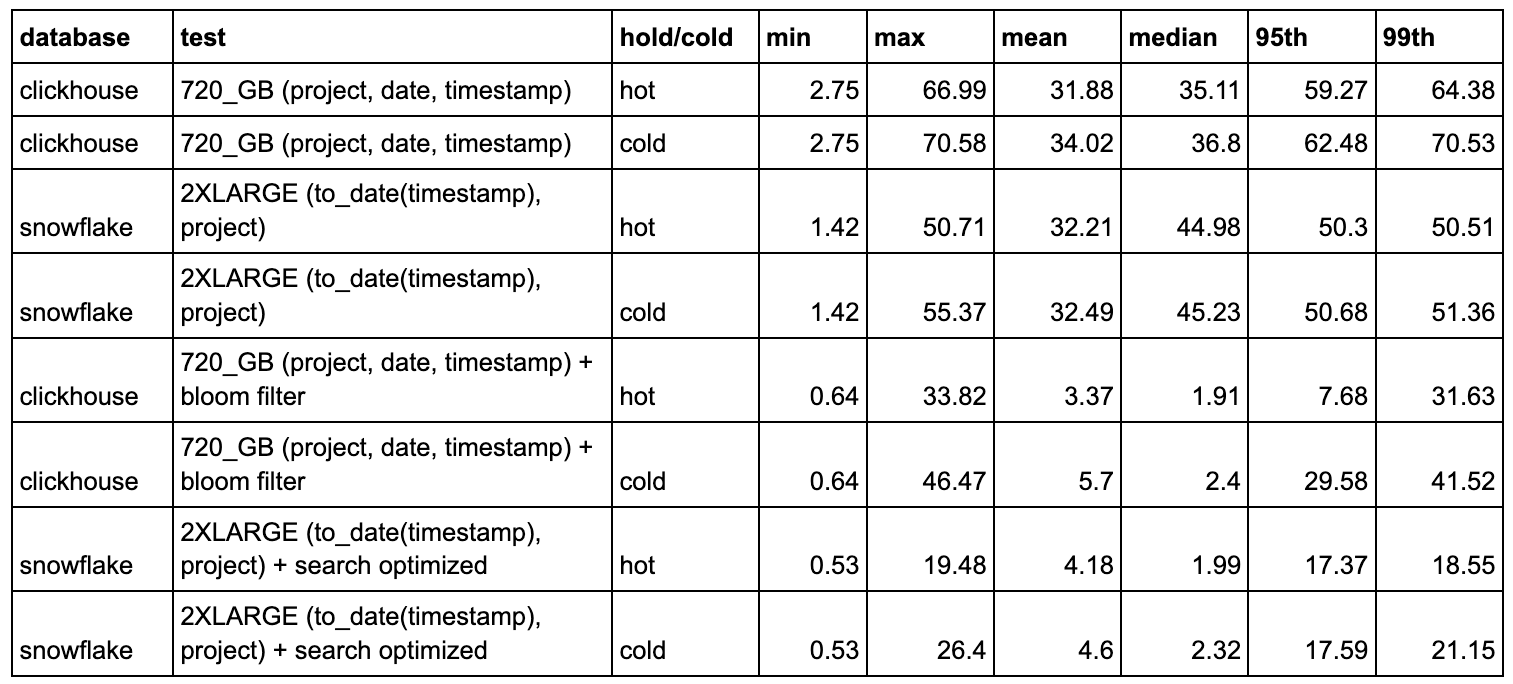 database test hold/cold min max mean median 95th 99th
clickhouse 720_GB (project, date, timestamp) hot 2.75 66.99 31.88 35.11 59.27 64.38
clickhouse 720_GB (project, date, timestamp) cold 2.75 70.58 34.02 36.8 62.48 70.53
2XLARGE (to_date(timestamp),
snowflake project) hot 1.42 50.71 32.21 44.98 50.3 50.51
2XLARGE (to_date(timestamp),
snowflake project) cold 1.42 55.37 32.49 45.23 50.68 51.36
720_GB (project, date, timestamp) +
clickhouse bloom filter hot 0.64 33.82 3.37 1.91 7.68 31.63
720_GB (project, date, timestamp) +
clickhouse bloom filter cold 0.64 46.47 5.7 2.4 29.58 41.52
2XLARGE (to_date(timestamp),
snowflake project) + search optimized hot 0.53 19.48 4.18 1.99 17.37 18.55
2XLARGE (to_date(timestamp),
snowflake project) + search optimized cold 0.53 26.4 4.6 2.32 17.59 21.15